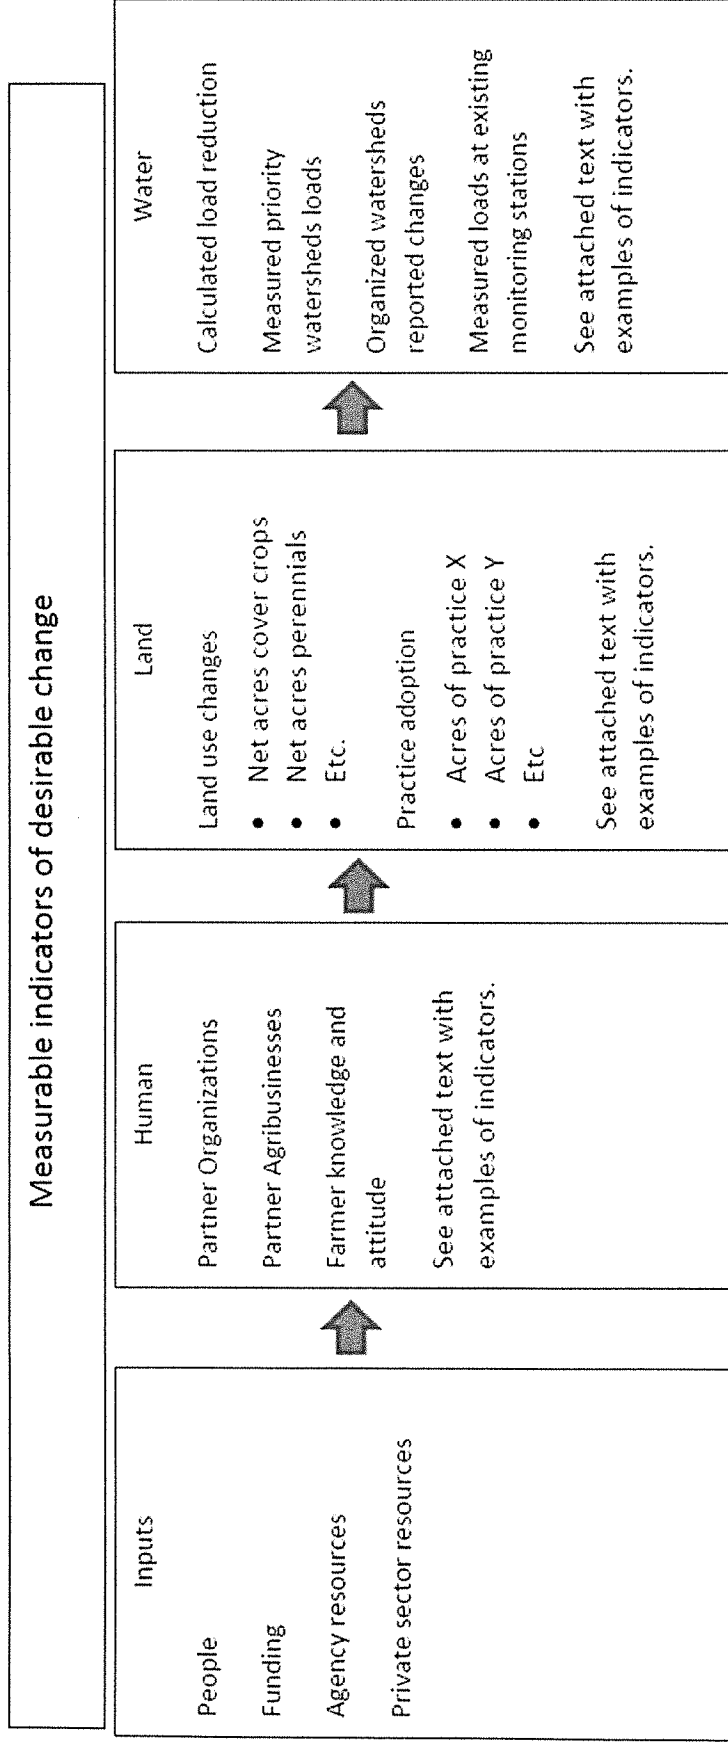 Measurable indicators of desirable change
Inputs
People
Funding
Agency resources
Private sector resources
Human
Partner Organizations
Partner Agribusinesses
Farmer knowledge and
attitude
See attached text with
examples of indicators.
Land
Land use changes
• Net acres cover crops
• Net acres perennials
• Etc.
Practice adoption
• Acres of practice X
• Acres of practice Y
• Etc
See attached text with
examples of indicators.
Water
Calculated load reduction
Measured priority
watersheds loads
Organized watersheds
reported changes
Measured loads at existing
monitoring stations
See attached text with
examples of indicators.